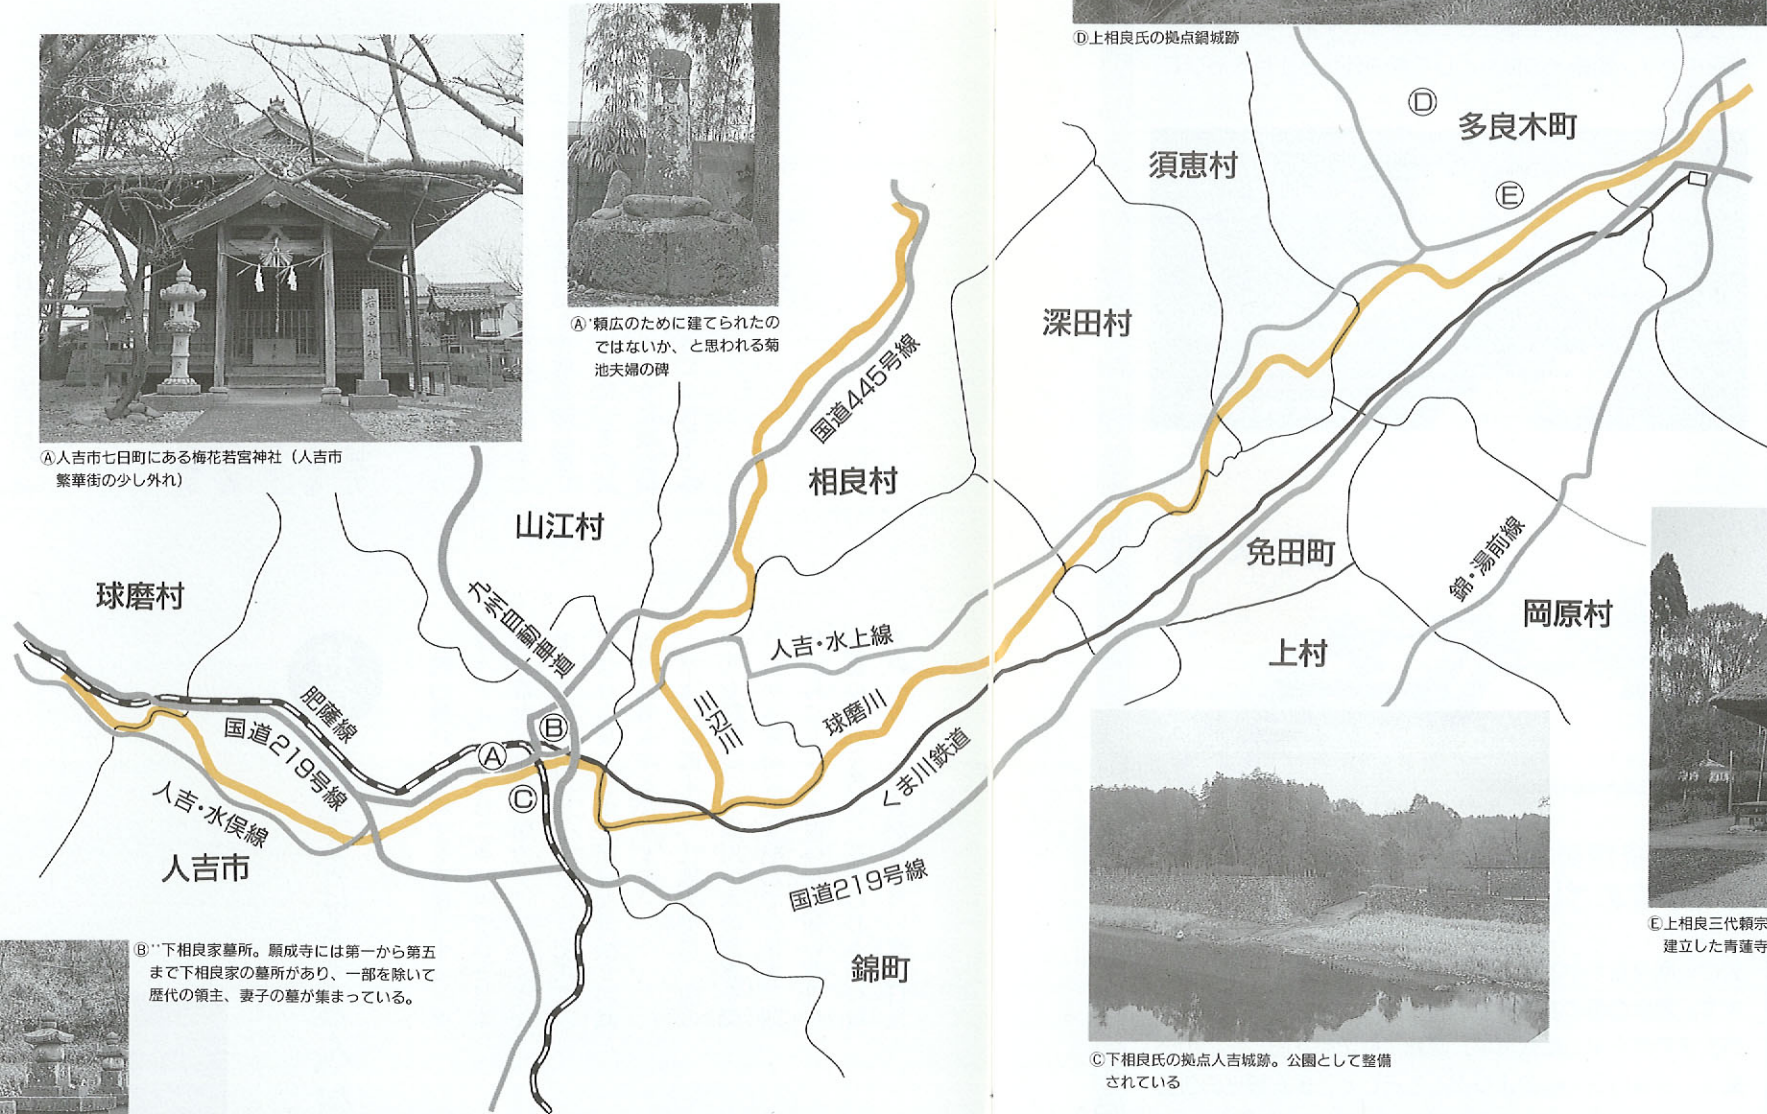 Ⓓ上相良氏の拠点鍋城跡
Ⓓ
多良木町
須恵村
Ⓔ
深田村
Ⓐ'頼広のために建てられたの
ではないか、と思われる菊
池夫婦の碑
若宮神社
Ⓐ人吉市七日町にある梅花若宮神社（人吉市
繁華街の少し外れ）
国道445号線
相良村
山江村
球磨村
九州自動車道
免田町
錦・湯前線
岡原村
上村
人吉・水上線
肥薩線
国道219号線
人吉・水俣線
人吉市
Ⓐ
Ⓑ
Ⓒ
川辺川
球磨川
くま川鉄道
国道219号線
錦町
Ⓑ''下相良家墓所。願成寺には第一から第五
まで下相良家の墓所があり、一部を除いて
歴代の領主、妻子の墓が集まっている。
Ⓒ下相良氏の拠点人吉城跡。公園として整備
されている
Ⓔ上相良三代頼宗
建立した青蓮寺